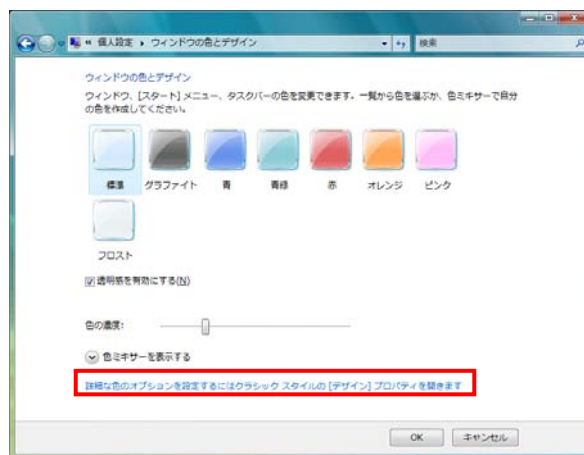 個人設定 ▸ ウィンドウの色とデザイン
検索
ウィンドウの色とデザイン
ウィンドウ、[スタート] メニュー、タスクバーの色を変更できます。一覧から色を選ぶか、色ミキサーで自分
の色を作成してください。
標準 グラファイト 青 青緑 赤 オレンジ ピンク
フロスト
透明感を有効にする(N)
色の濃度:
色ミキサーを表示する
詳細な色のオプションを設定するにはクラシック スタイルの [デザイン] プロパティを開きます
OK キャンセル